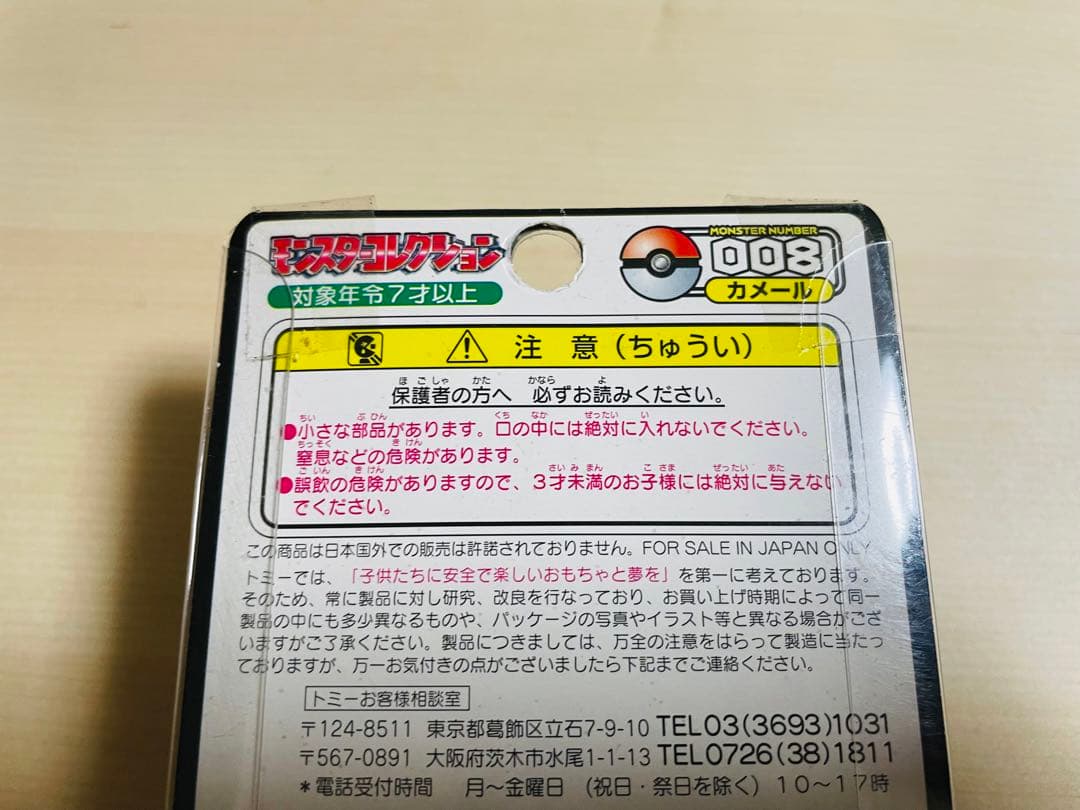 モンスターコレクション
対象年令7才以上
MONSTER NUMBER
008
カメール
注 意(ちゅうい)
保護者の方へ 必ずお読みください。
●小さな部品があります。口の中には絶対に入れないでください。
窒息などの危険があります。
●誤飲の危険がありますので、3才未満のお子様には絶対に与えない
でください。
この商品は日本国外での販売は許諾されておりません。FOR SALE IN JAPAN ONLY
トミーでは、「子供たちに安全で楽しいおもちゃと夢を」を第一に考えております。
そのため、常に製品に対し研究、改良を行なっており、お買い上げ時期によって同一
製品の中にも多少異なるものや、パッケージの写真やイラスト等と異なる場合がござ
いますがご了承ください。製品につきましては、万全の注意をはらって製造に当たっ
ておりますが、万一お気付きの点がございましたら下記までご連絡ください。
トミーお客様相談室
〒124-8511 東京都葛飾区立石7-9-10 TEL03(3693)1031
〒567-0891 大阪府茨木市水尾1-1-13 TEL0726(38)1811
*電話受付時間 月~金曜日 (祝日・祭日を除く) 10~17時